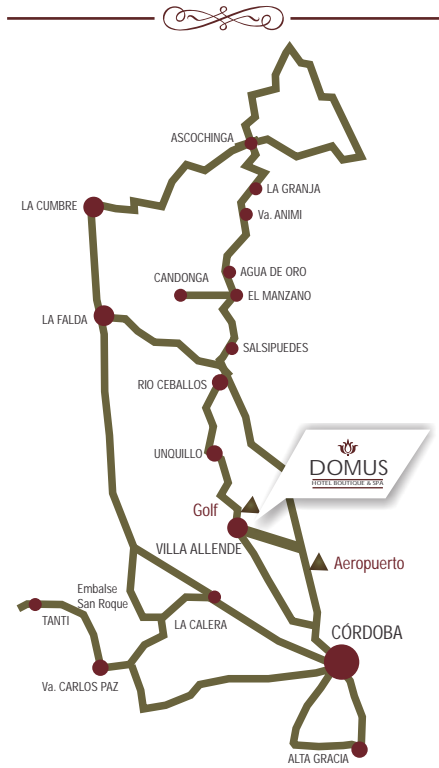 ASCOCHINGA
LA GRANJA
LA CUMBRE
Va. ANIMI
AGUA DE ORO
CANDONGA
EL MANZANO
LA FALDA
SALSIPUEDES
RIO CEBALLOS
UNQUILLO
DOMUS
HOTEL BOUTIQUE & SPA
Golf
VILLA ALLENDE
Aeropuerto
Embalse
San Roque
TANTI
LA CALERA
CÓRDOBA
Va. CARLOS PAZ
ALTA GRACIA